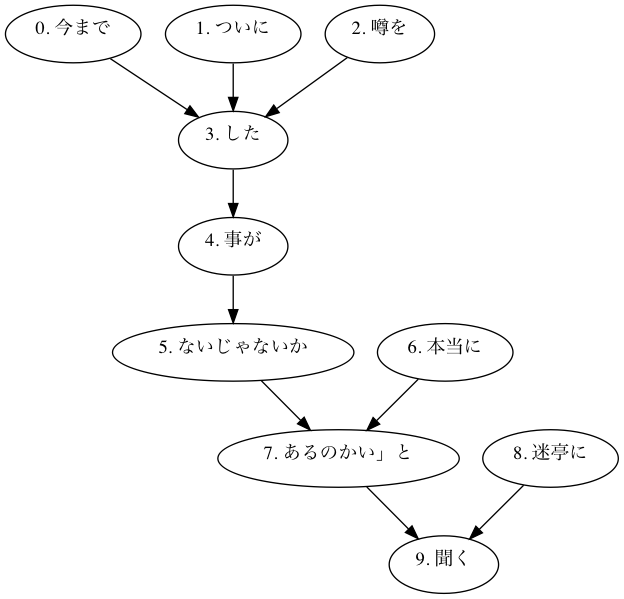 0. 今まで
1. ついに
2. 噂を
3. した
4. 事が
5. ないじゃないか
6. 本当に
7. あるのかい」と
8. 迷亭に
9. 聞く